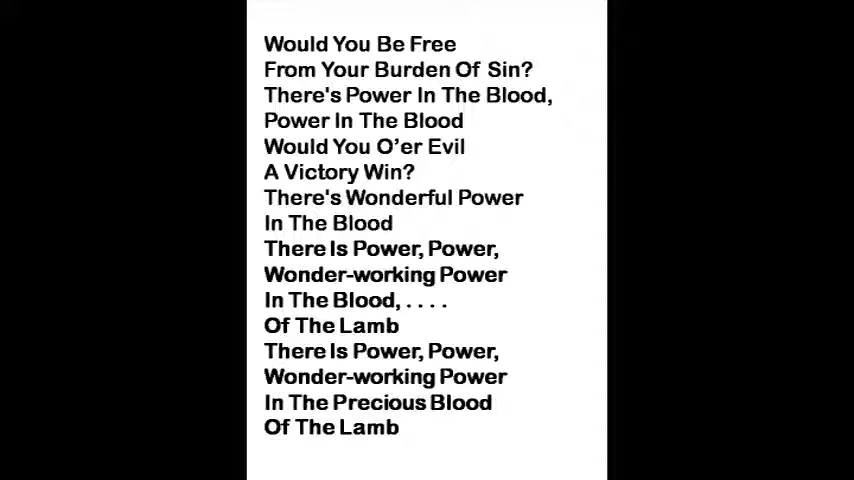 Would You Be Free
From Your Burden Of Sin?
There's Power In The Blood,
Power In The Blood
Would You O’er Evil
A Victory Win?
There's Wonderful Power
In The Blood
There Is Power, Power,
Wonder-working Power
In The Blood, . . . .
Of The Lamb
There Is Power, Power,
Wonder-working Power
In The Precious Blood
Of The Lamb